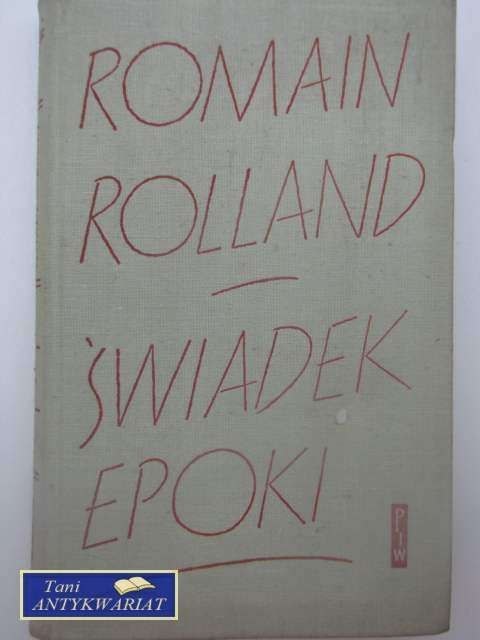 ROMAIN
ROLLAND
ŚWIADEK
EPOKI
PIW
Tani
ANTYKWARIAT